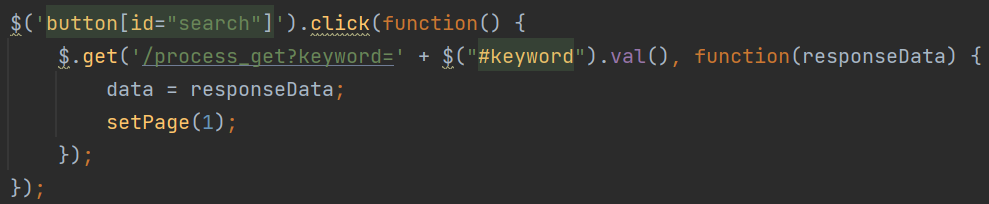 $('button[id="search"]').click(function() {
    $.get('/process_get?keyword=' + $("#keyword").val(), function(responseData) {
        data = responseData;
        setPage(1);
    });
});